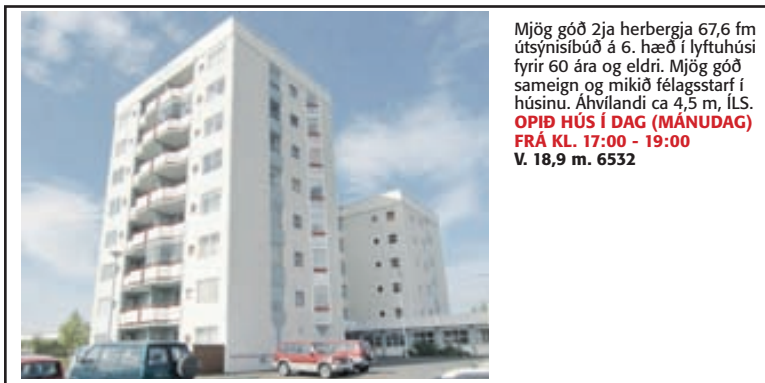 Mjög góð 2ja herbergja 67,6 fm
útsýnisíbúð á 6. hæð í lyftuhúsi
fyrir 60 ára og eldri. Mjög góð
sameign og mikið félagsstarf í
húsinu. Áhvílandi ca 4,5 m, ÍLS.
OPIÐ HÚS Í DAG (MÁNUDAG)
FRÁ KL. 17:00 - 19:00
V. 18,9 m. 6532